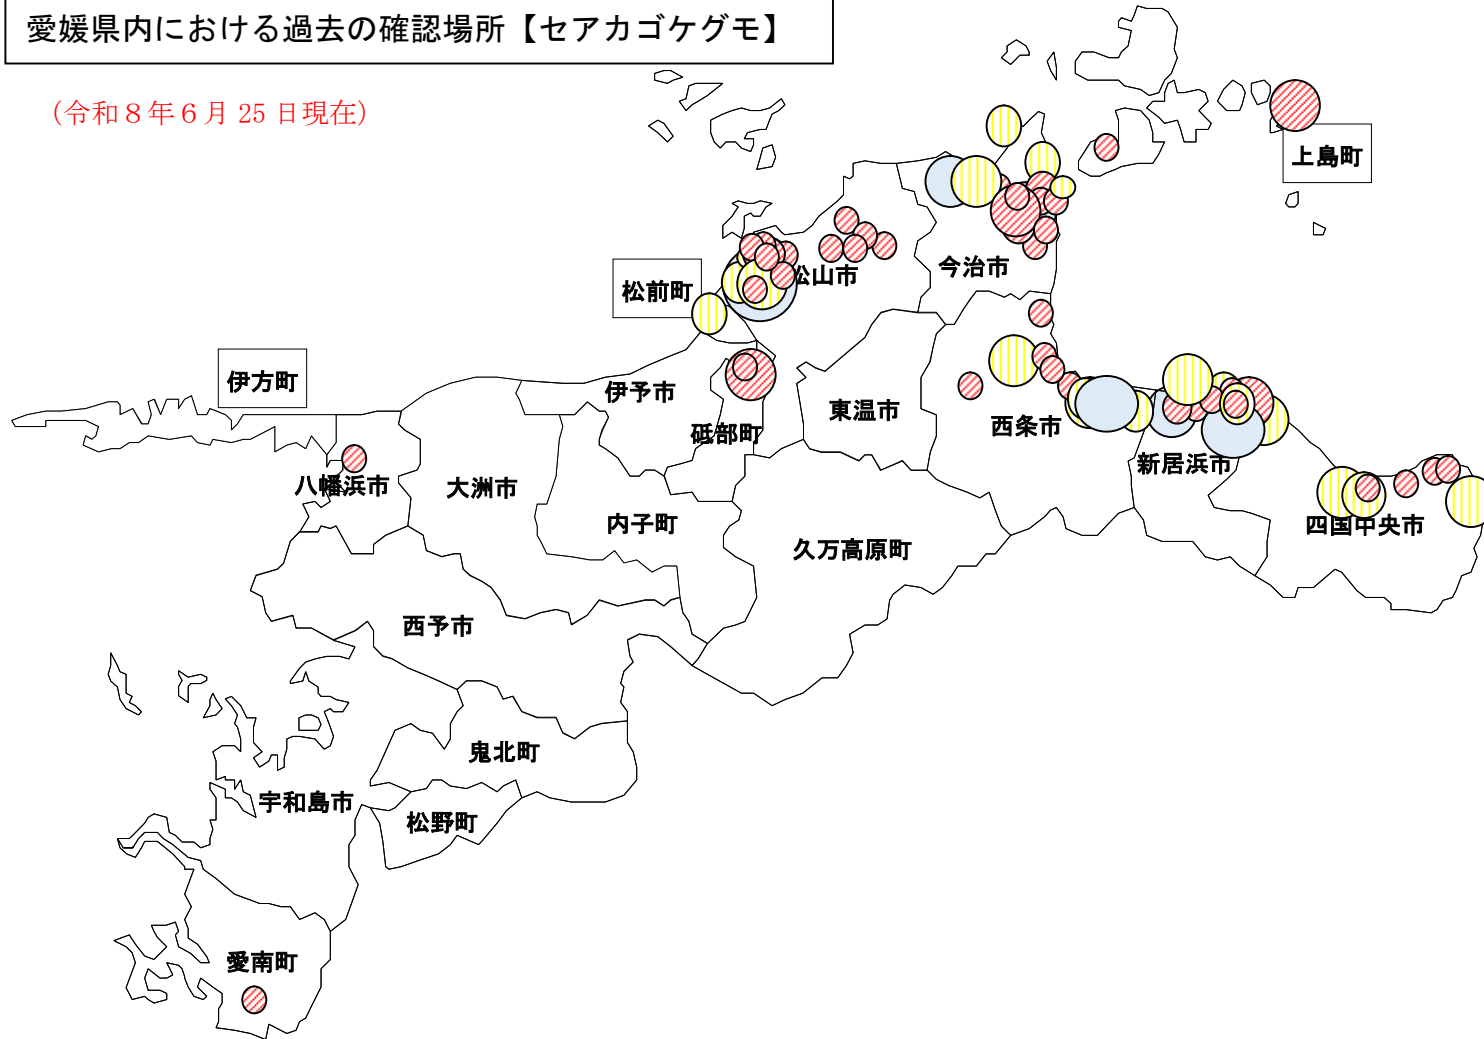 愛媛県内における過去の確認場所【セアカゴケグモ】
(令和8年6月25日現在)
上島町
今治市
松山市
松前町
伊方町
伊予市
東温市
西条市
砥部町
新居浜市
八幡浜市
大洲市
内子町
四国中央市
久万高原町
西予市
鬼北町
宇和島市
松野町
愛南町